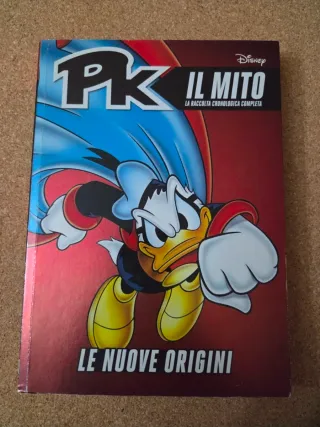 Disney
PK
IL MITO
LA RACCOLTA CRONOLOGICA COMPLETA
LE NUOVE ORIGINI